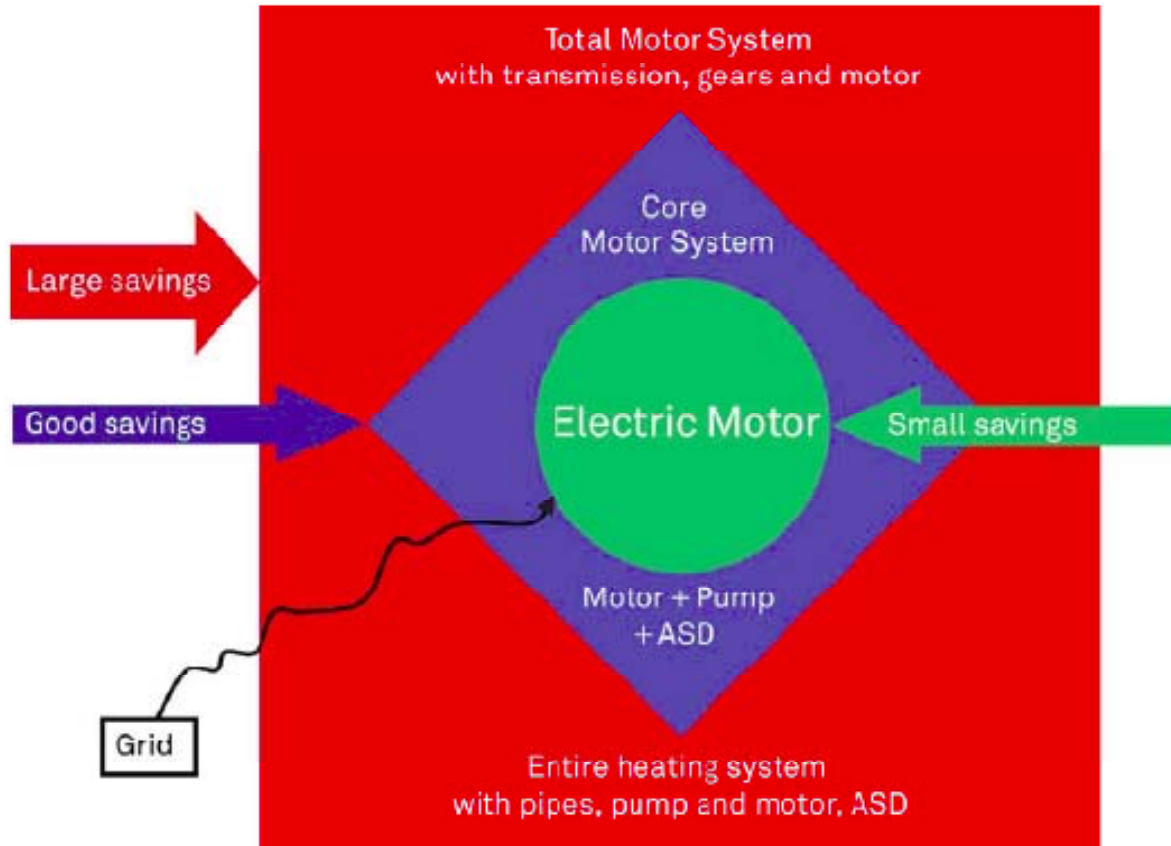 Total Motor System
with transmission, gears and motor
Core
Motor System
Large savings
Good savings
Electric Motor
Small savings
Motor + Pump
+ ASD
Grid
Entire heating system
with pipes, pump and motor, ASD